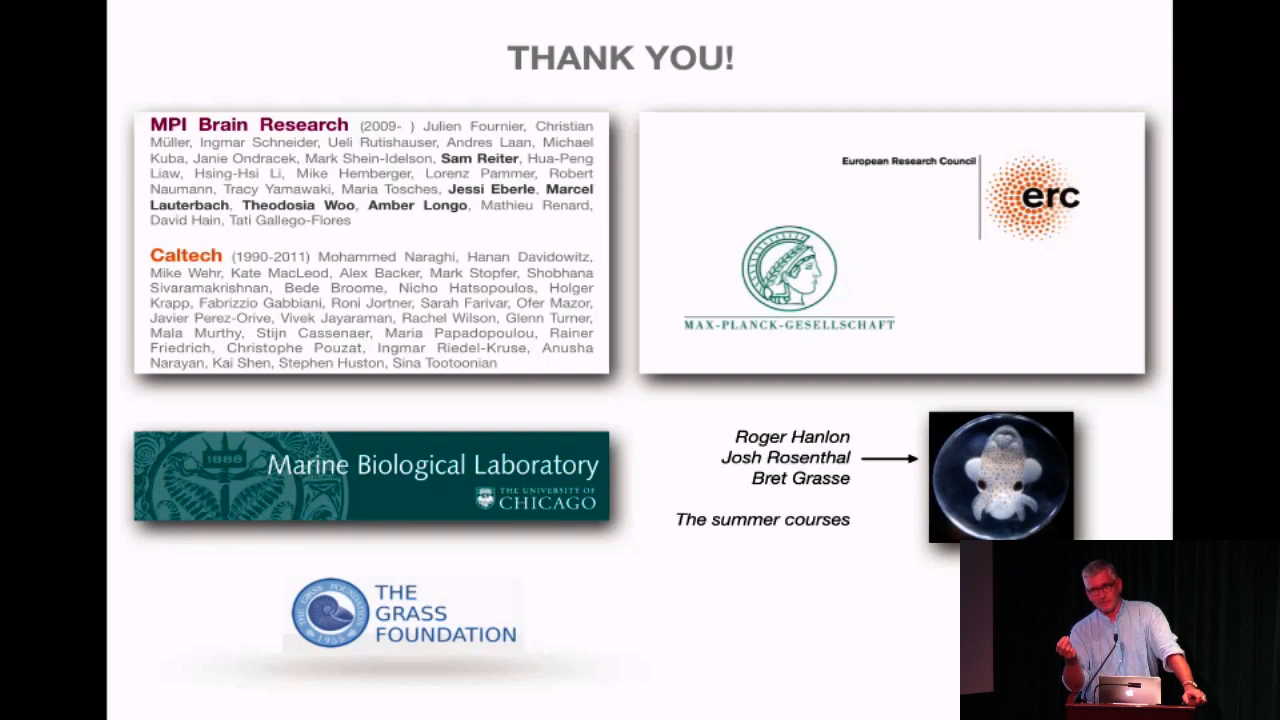 THANK YOU!
MPI Brain Research (2009- ) Julien Fournier, Christian
Müller, Ingmar Schneider, Ueli Rutishauser, Andres Laan, Michael
Kuba, Janie Ondracek, Mark Shein-Idelson, Sam Reiter, Hua-Peng
Liaw, Hsing-Hsi Li, Mike Hemberger, Lorenz Pammer, Robert
Naumann, Tracy Yamawaki, Maria Tosches, Jessi Eberle, Marcel
Lauterbach, Theodosia Woo, Amber Longo, Mathieu Renard,
David Hain, Tati Gallego-Flores
Caltech (1990-2011) Mohammed Naraghi, Hanan Davidowitz,
Mike Wehr, Kate MacLeod, Alex Backer, Mark Stopfer, Shobhana
Sivaramakrishnan, Bede Broome, Nicho Hatsopoulos, Holger
Krapp, Fabrizzio Gabbiani, Roni Jortner, Sarah Farivar, Ofer Mazor,
Javier Perez-Orive, Vivek Jayaraman, Rachel Wilson, Glenn Turner,
Mala Murthy, Stijn Cassenaer, Maria Papadopoulou, Rainer
Friedrich, Christophe Pouzat, Ingmar Riedel-Kruse, Anusha
Narayan, Kai Shen, Stephen Huston, Sina Tootoonian
European Research Council
erc
MAX-PLANCK-GESELLSCHAFT
1888
Marine Biological Laboratory
THE UNIVERSITY OF
CHICAGO
Roger Hanlon
Josh Rosenthal
Bret Grasse
The summer courses
THE GRASS FOUNDATION
1955
THE
GRASS
FOUNDATION